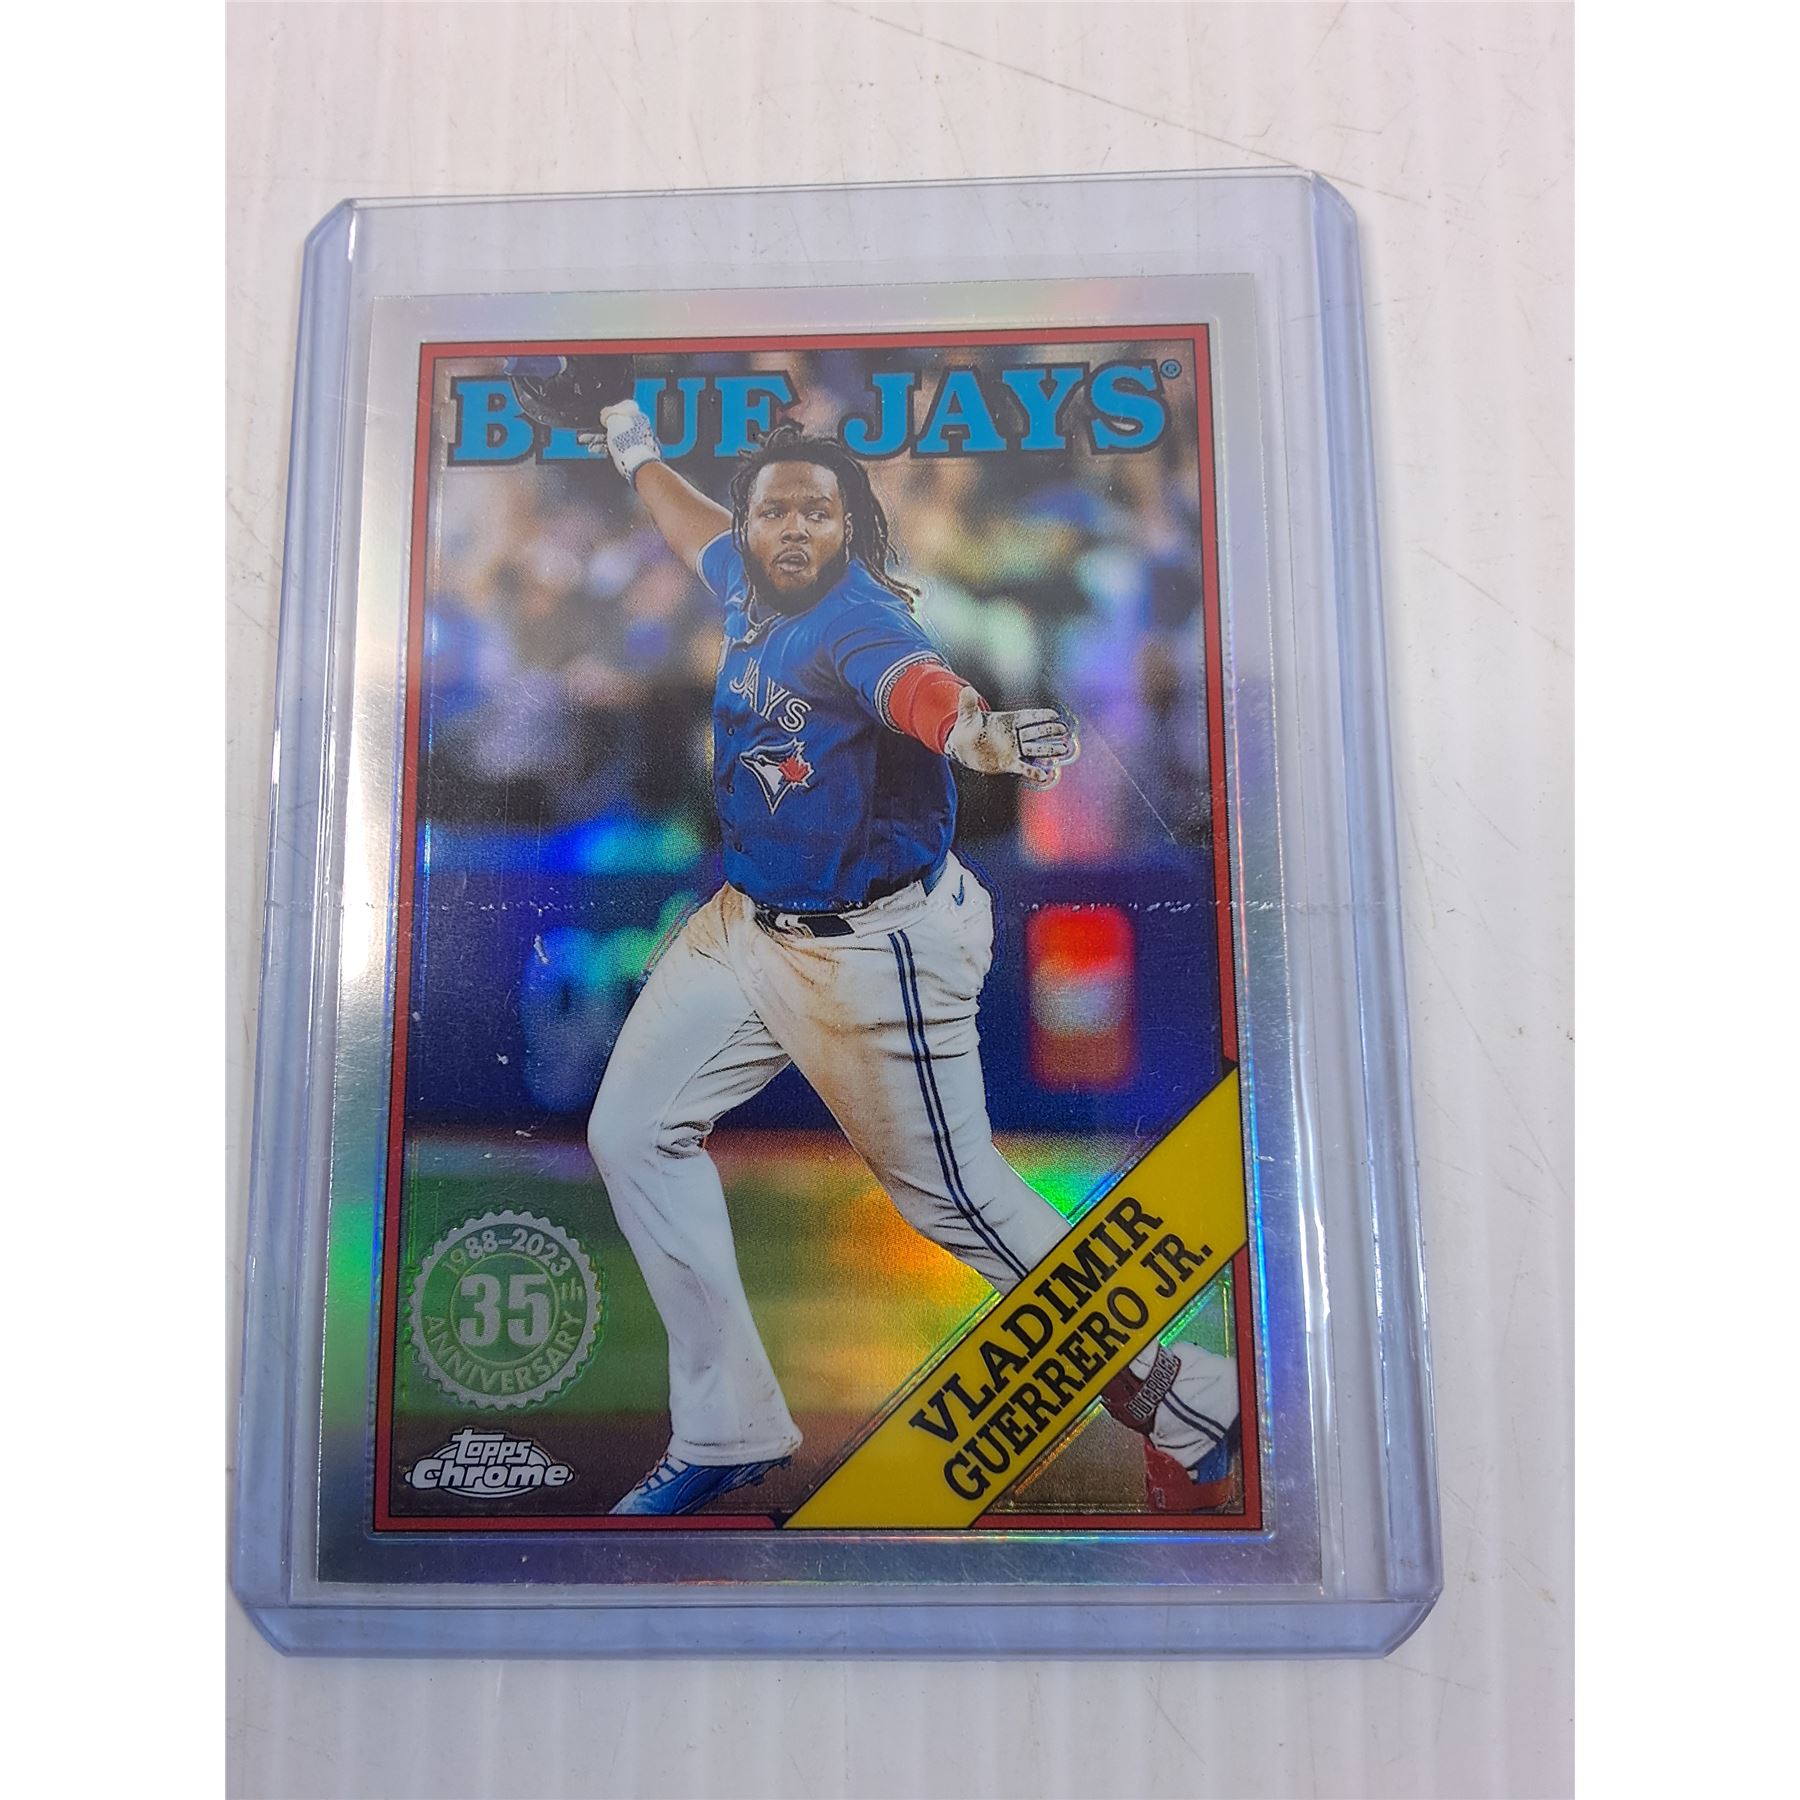 BLUE JAYS®
JAYS
1988-2023
35th
ANNIVERSARY
topps
Chrome
VLADIMIR
GUERRERO JR.